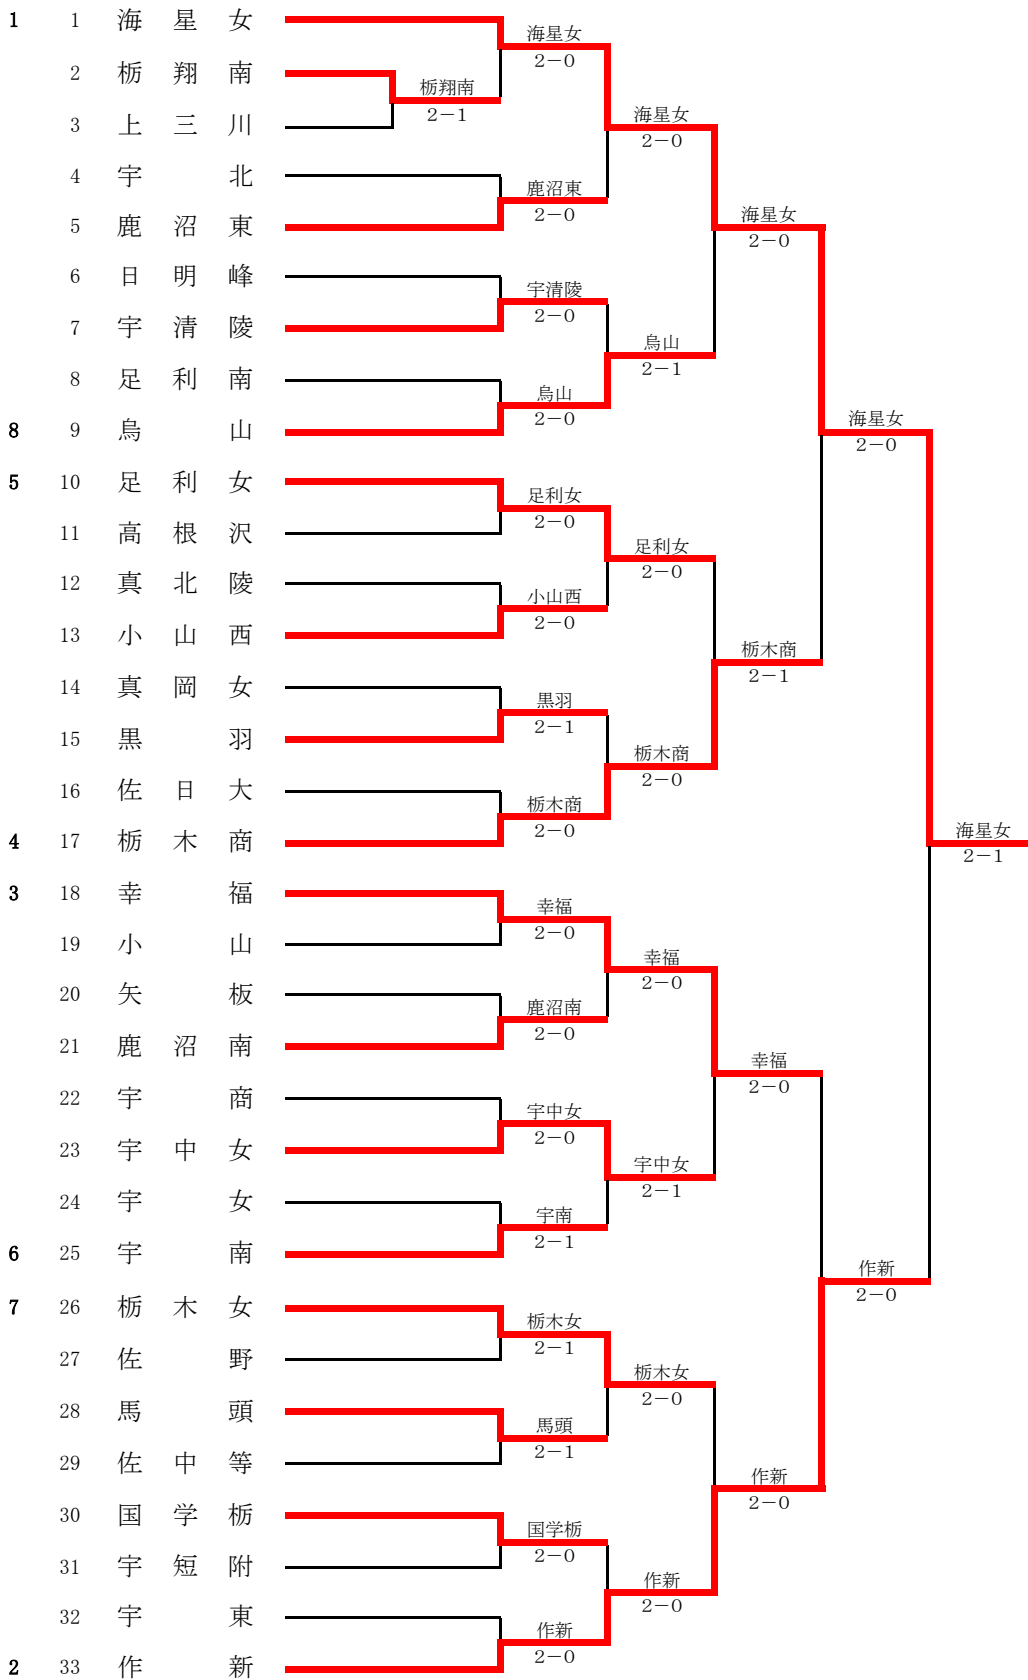 1 1 海星女
2 栃翔南
3 上三川
4 宇北
5 鹿沼東
6 日明峰
7 宇清陵
8 足利南
8 9 烏山
5 10 足利女
11 高根沢
12 真北陵
13 小山西
14 真岡女
15 黒羽
16 佐日大
4 17 栃木商
3 18 幸福
19 小山
20 矢板
21 鹿沼南
22 宇商
23 宇中女
24 宇女
6 25 宇南
7 26 栃木女
27 佐野
28 馬頭
29 佐中等
30 国学栃
31 宇短附
32 宇東
2 33 作新
栃翔南
2-1
海星女
2-0
鹿沼東
2-0
宇清陵
2-0
烏山
2-0
足利女
2-0
小山西
2-0
黒羽
2-1
栃木商
2-0
幸福
2-0
鹿沼南
2-0
宇中女
2-0
宇南
2-1
栃木女
2-1
馬頭
2-1
国学栃
2-0
作新
2-0
海星女
2-0
烏山
2-1
足利女
2-0
栃木商
2-0
幸福
2-0
宇中女
2-1
栃木女
2-0
作新
2-0
海星女
2-0
栃木商
2-1
幸福
2-0
作新
2-0
海星女
2-0
作新
2-0
海星女
2-1